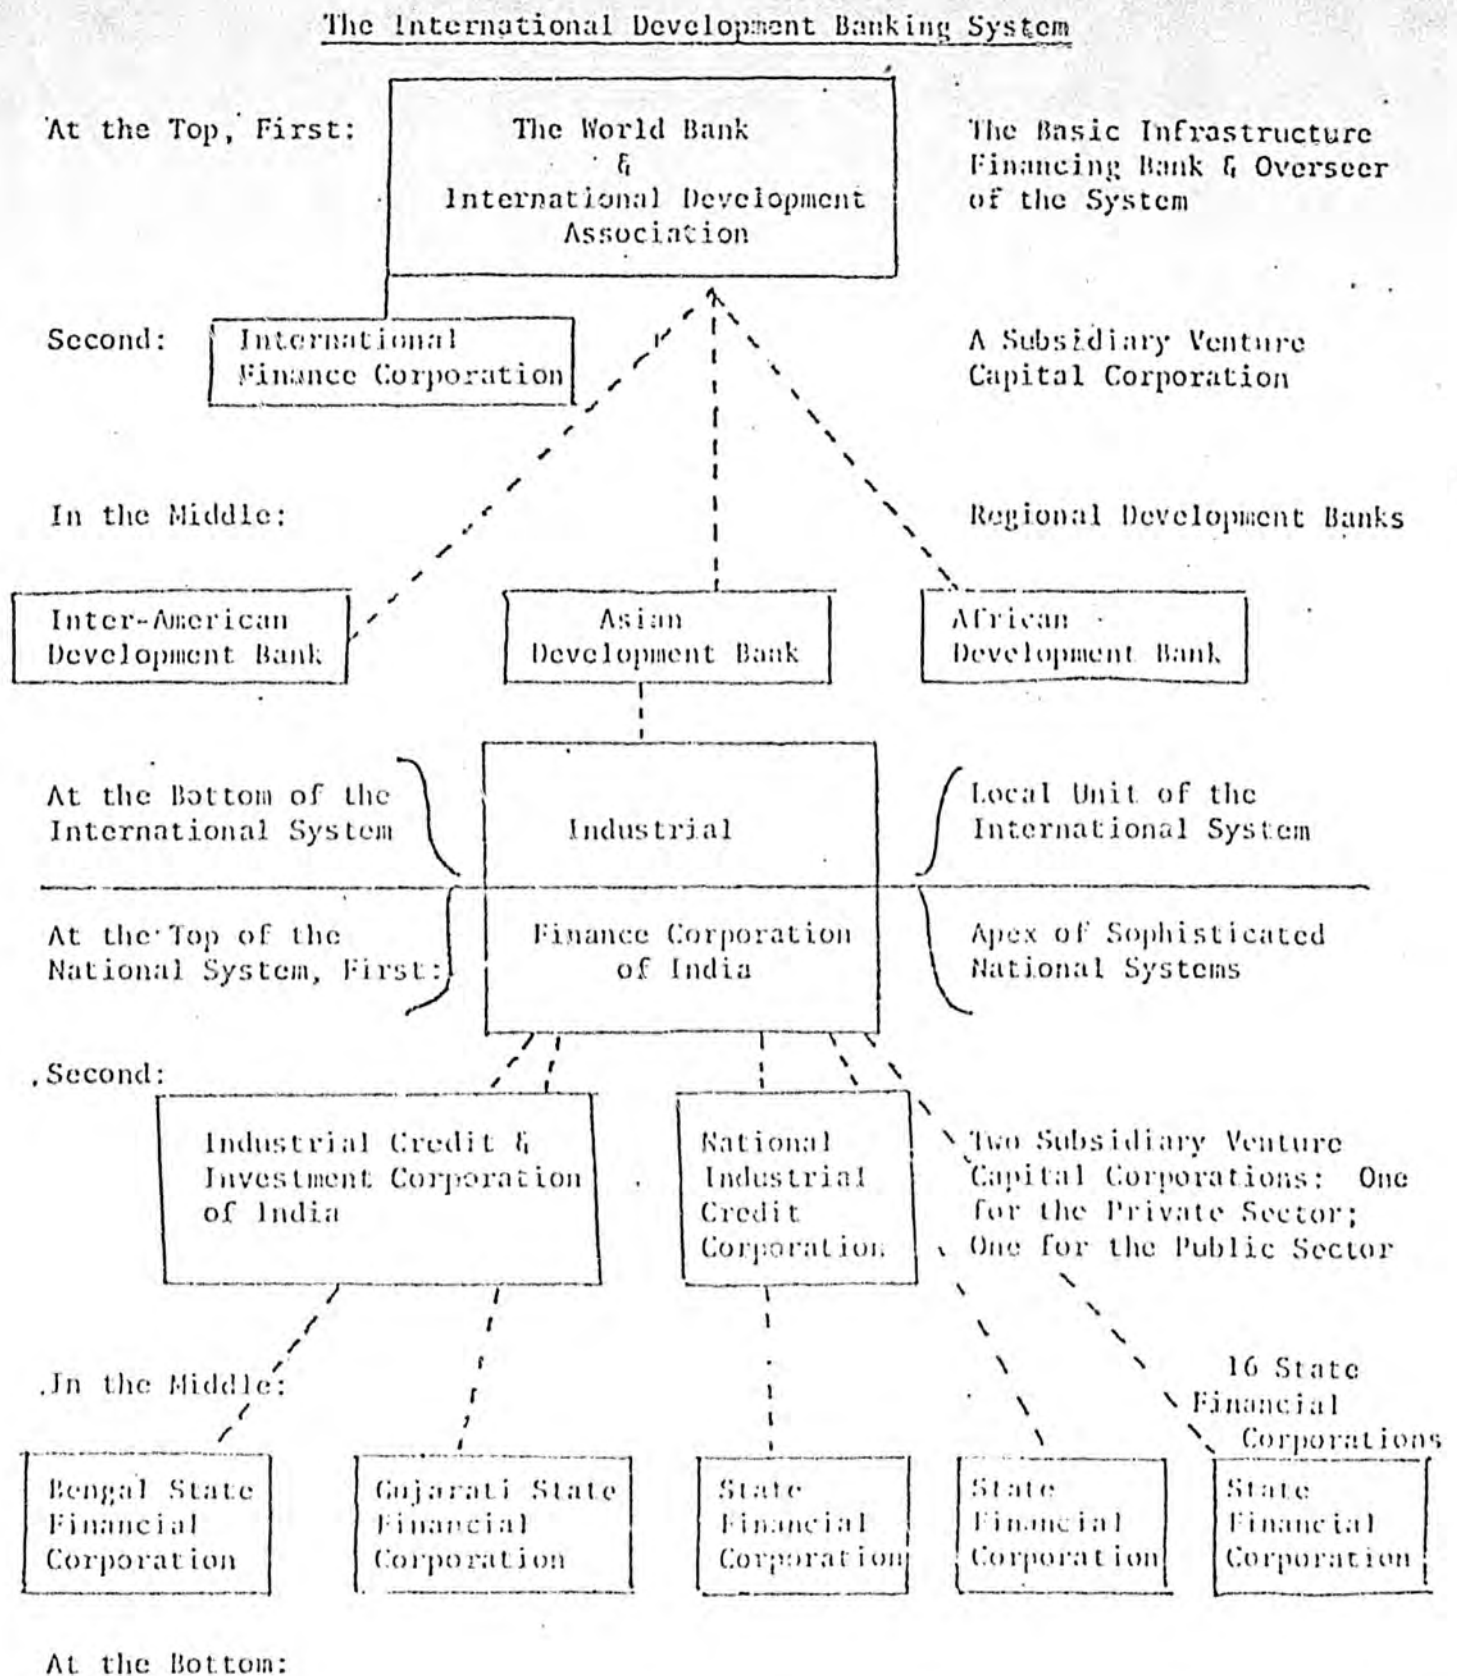 The International Development Banking System
At the Top, First:
The World Bank
&
International Development
Association
The Basic Infrastructure
Financing Bank & Overseer
of the System
Second:
International
Finance Corporation
A Subsidiary Venture
Capital Corporation
In the Middle:
Regional Development Banks
Inter-American
Development Bank
Asian
Development Bank
African
Development Bank
At the Bottom of the
International System
Industrial
Local Unit of the
International System
At the Top of the
National System, First:
Finance Corporation
of India
Apex of Sophisticated
National Systems
Second:
Industrial Credit &
Investment Corporation
of India
National
Industrial
Credit
Corporation
Two Subsidiary Venture
Capital Corporations: One
for the Private Sector;
One for the Public Sector
In the Middle:
16 State
Financial
Corporations
Bengal State
Financial
Corporation
Gujarati State
Financial
Corporation
State
Financial
Corporation
State
Financial
Corporation
State
Financial
Corporation
At the Bottom: